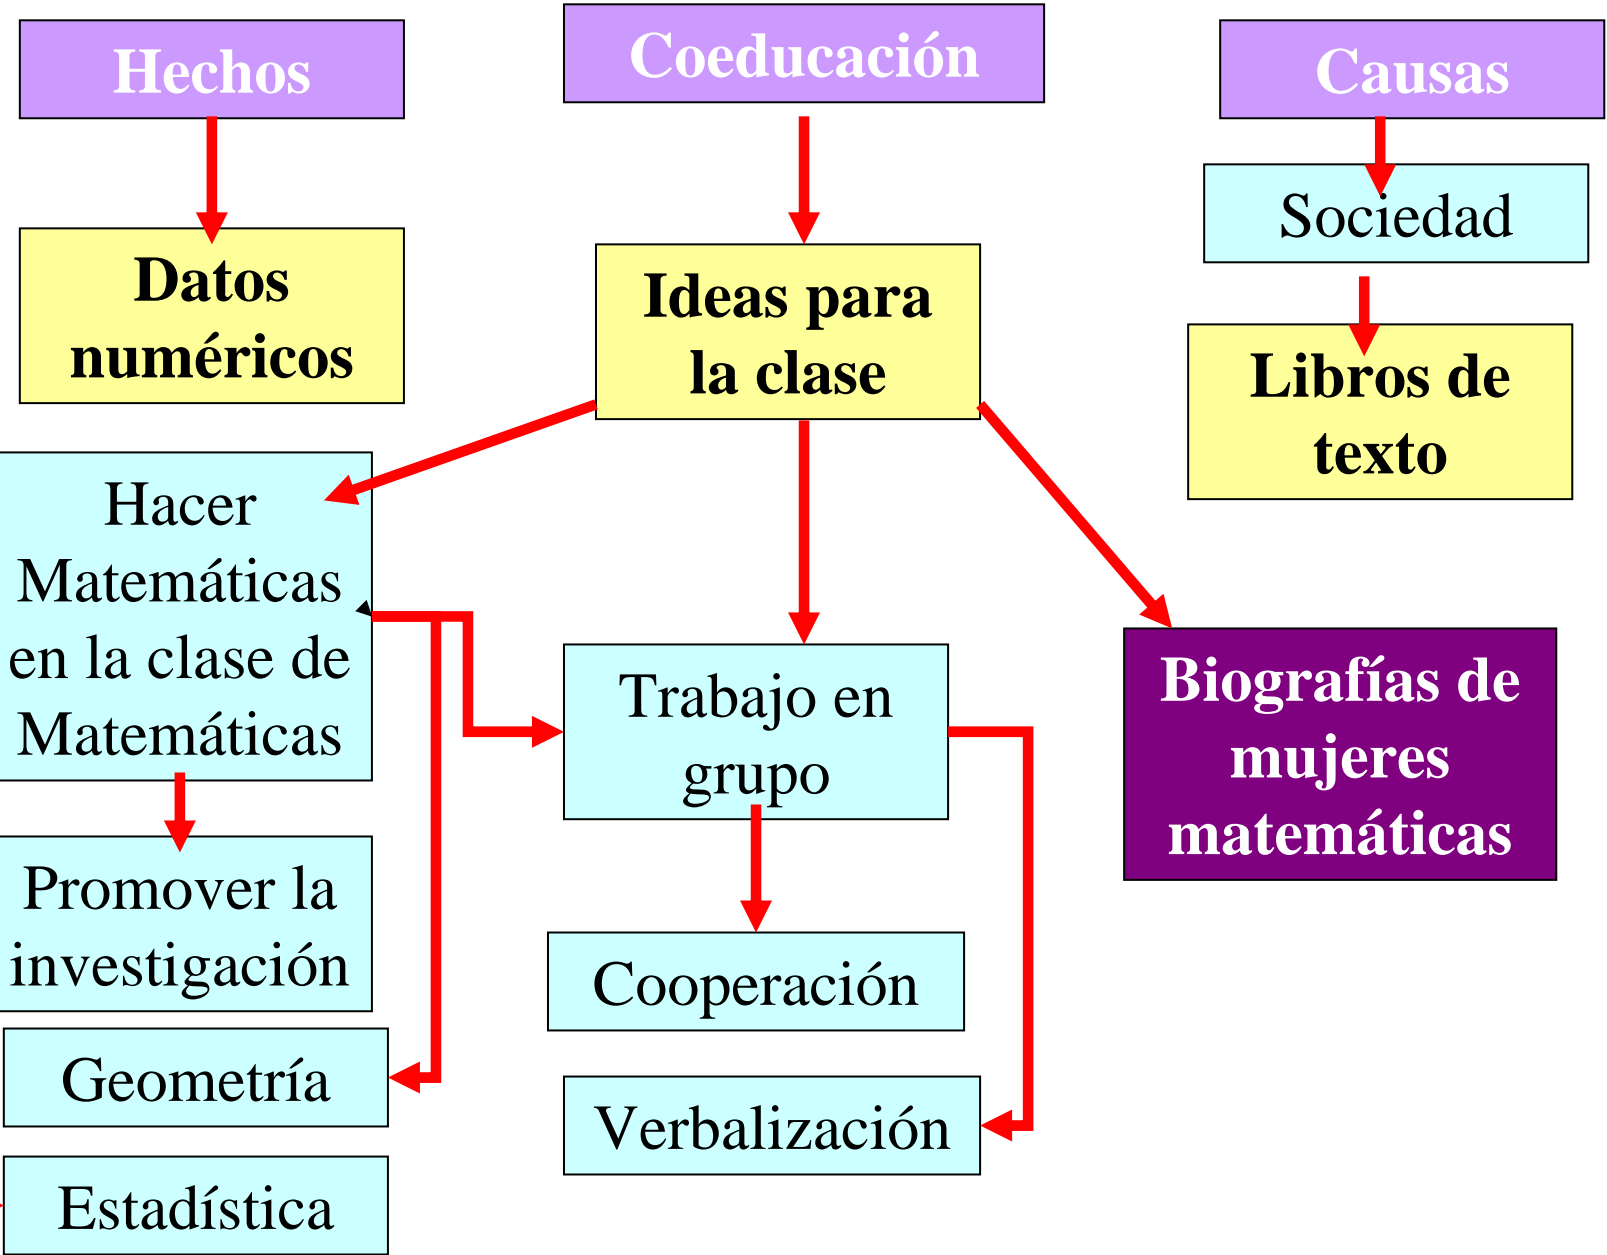 Hechos
Coeducación
Causas
Sociedad
Datos
numéricos
Ideas para
la clase
Libros de
texto
Hacer
Matemáticas
en la clase de
Matemáticas
Trabajo en
grupo
Biografías de
mujeres
matemáticas
Promover la
investigación
Cooperación
Geometría
Verbalización
Estadística